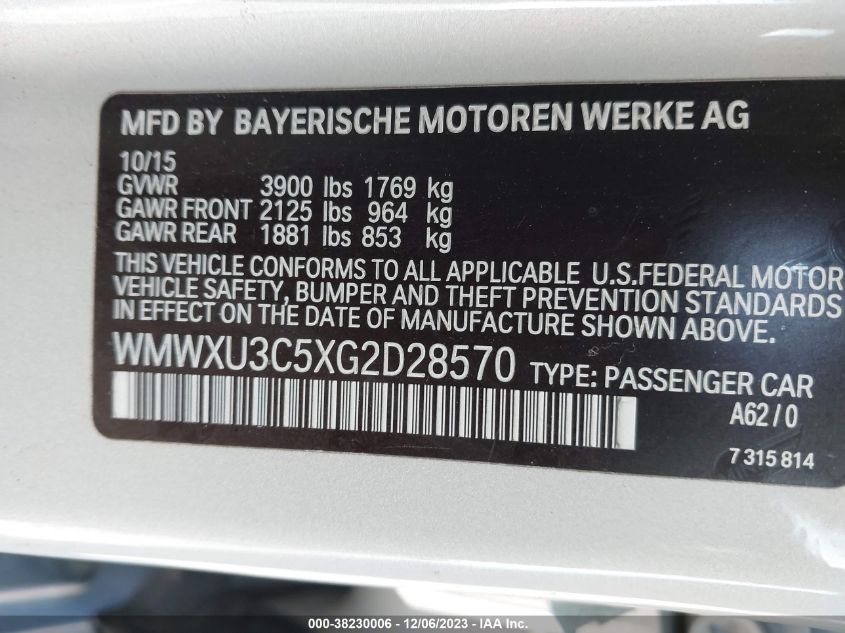 MFD BY BAYERISCHE MOTOREN WERKE AG
10/15
GVWR 3900 lbs 1769 kg
GAWR FRONT 2125 lbs 964 kg
GAWR REAR 1881 lbs 853 kg
THIS VEHICLE CONFORMS TO ALL APPLICABLE U.S.FEDERAL MOTOR
VEHICLE SAFETY, BUMPER AND THEFT PREVENTION STANDARDS
IN EFFECT ON THE DATE OF MANUFACTURE SHOWN ABOVE.
WMWXU3C5XG2D28570 TYPE: PASSENGER CAR
A62/0
7 315 814
000-38230006 - 12/06/2023 - IAA Inc.